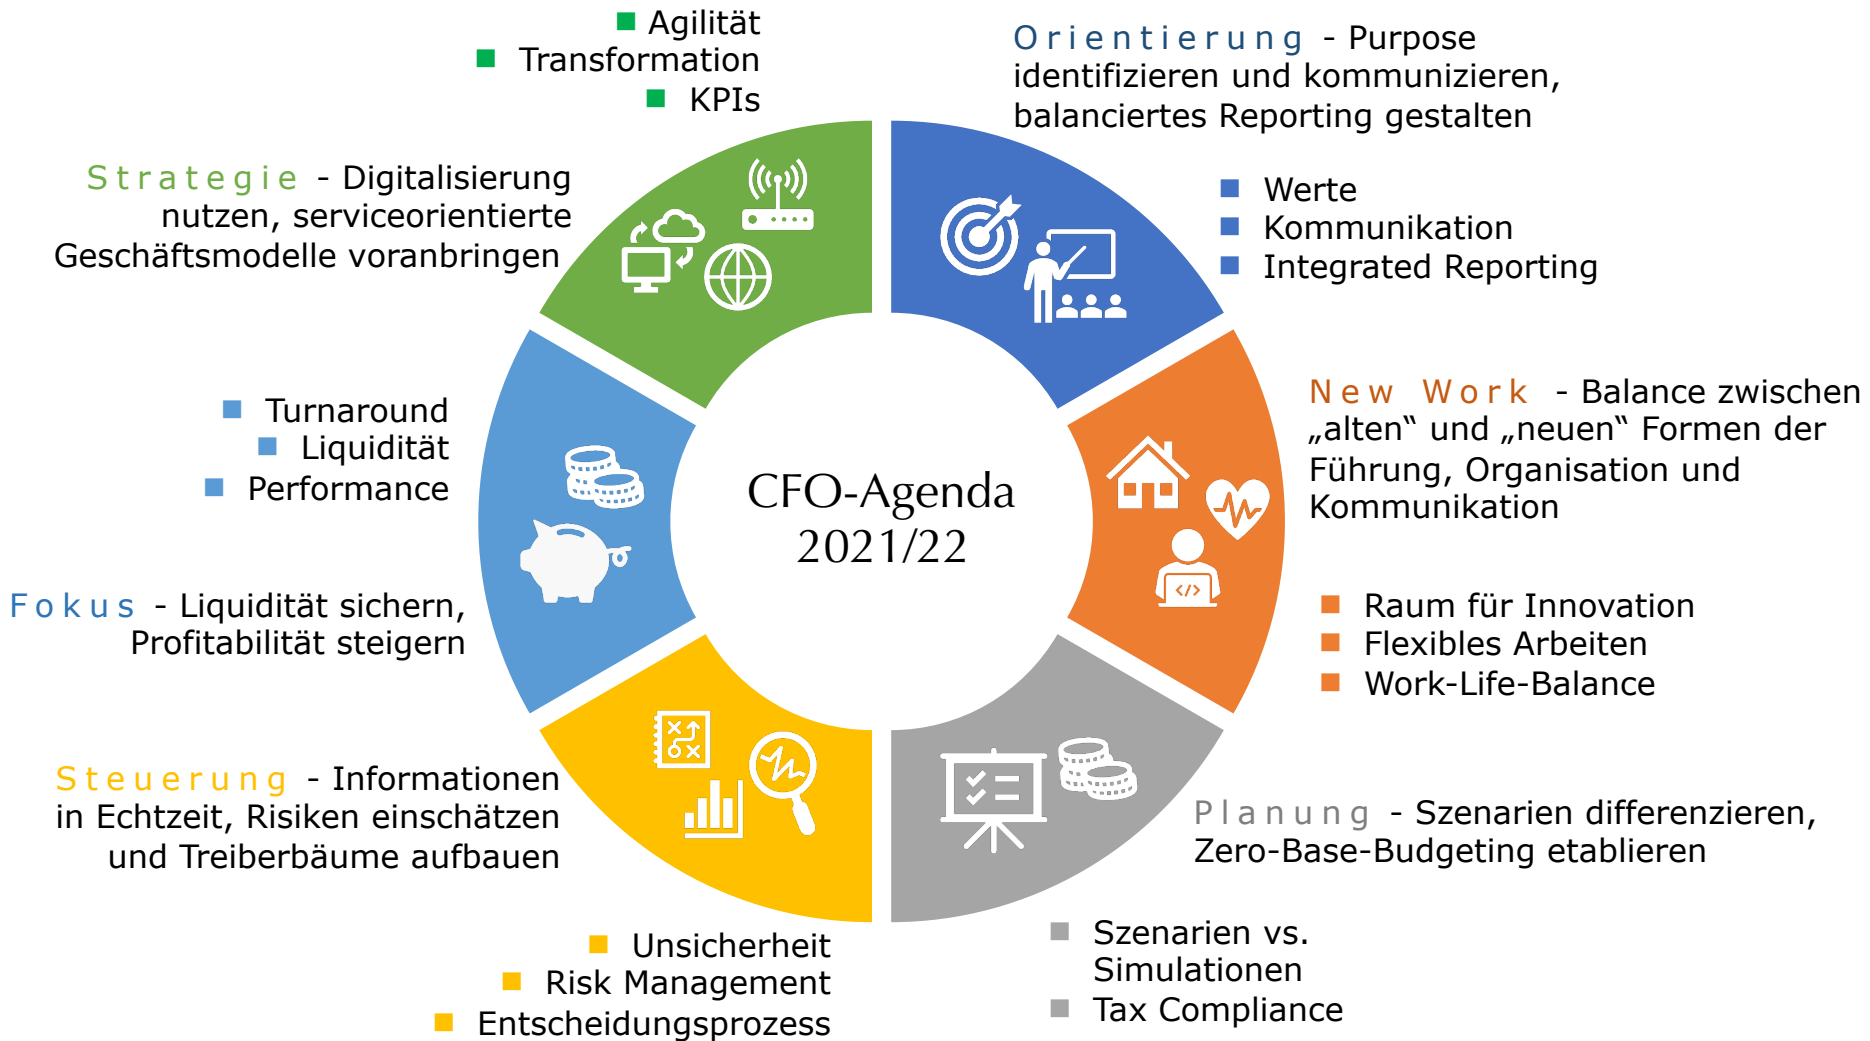 Agilität
Transformation
KPIs
Strategie - Digitalisierung
nutzen, serviceorientierte
Geschäftsmodelle voranbringen
Orientierung - Purpose
identifizieren und kommunizieren,
balanciertes Reporting gestalten
Werte
Kommunikation
Integrated Reporting
Turnaround
Liquidität
Performance
Fokus - Liquidität sichern,
Profitabilität steigern
CFO-Agenda
2021/22
New Work - Balance zwischen
„alten“ und „neuen“ Formen der
Führung, Organisation und
Kommunikation
Raum für Innovation
Flexibles Arbeiten
Work-Life-Balance
Steuerung - Informationen
in Echtzeit, Risiken einschätzen
und Treiberbäume aufbauen
Unsicherheit
Risk Management
Entscheidungsprozess
Planung - Szenarien differenzieren,
Zero-Base-Budgeting etablieren
Szenarien vs.
Simulationen
Tax Compliance